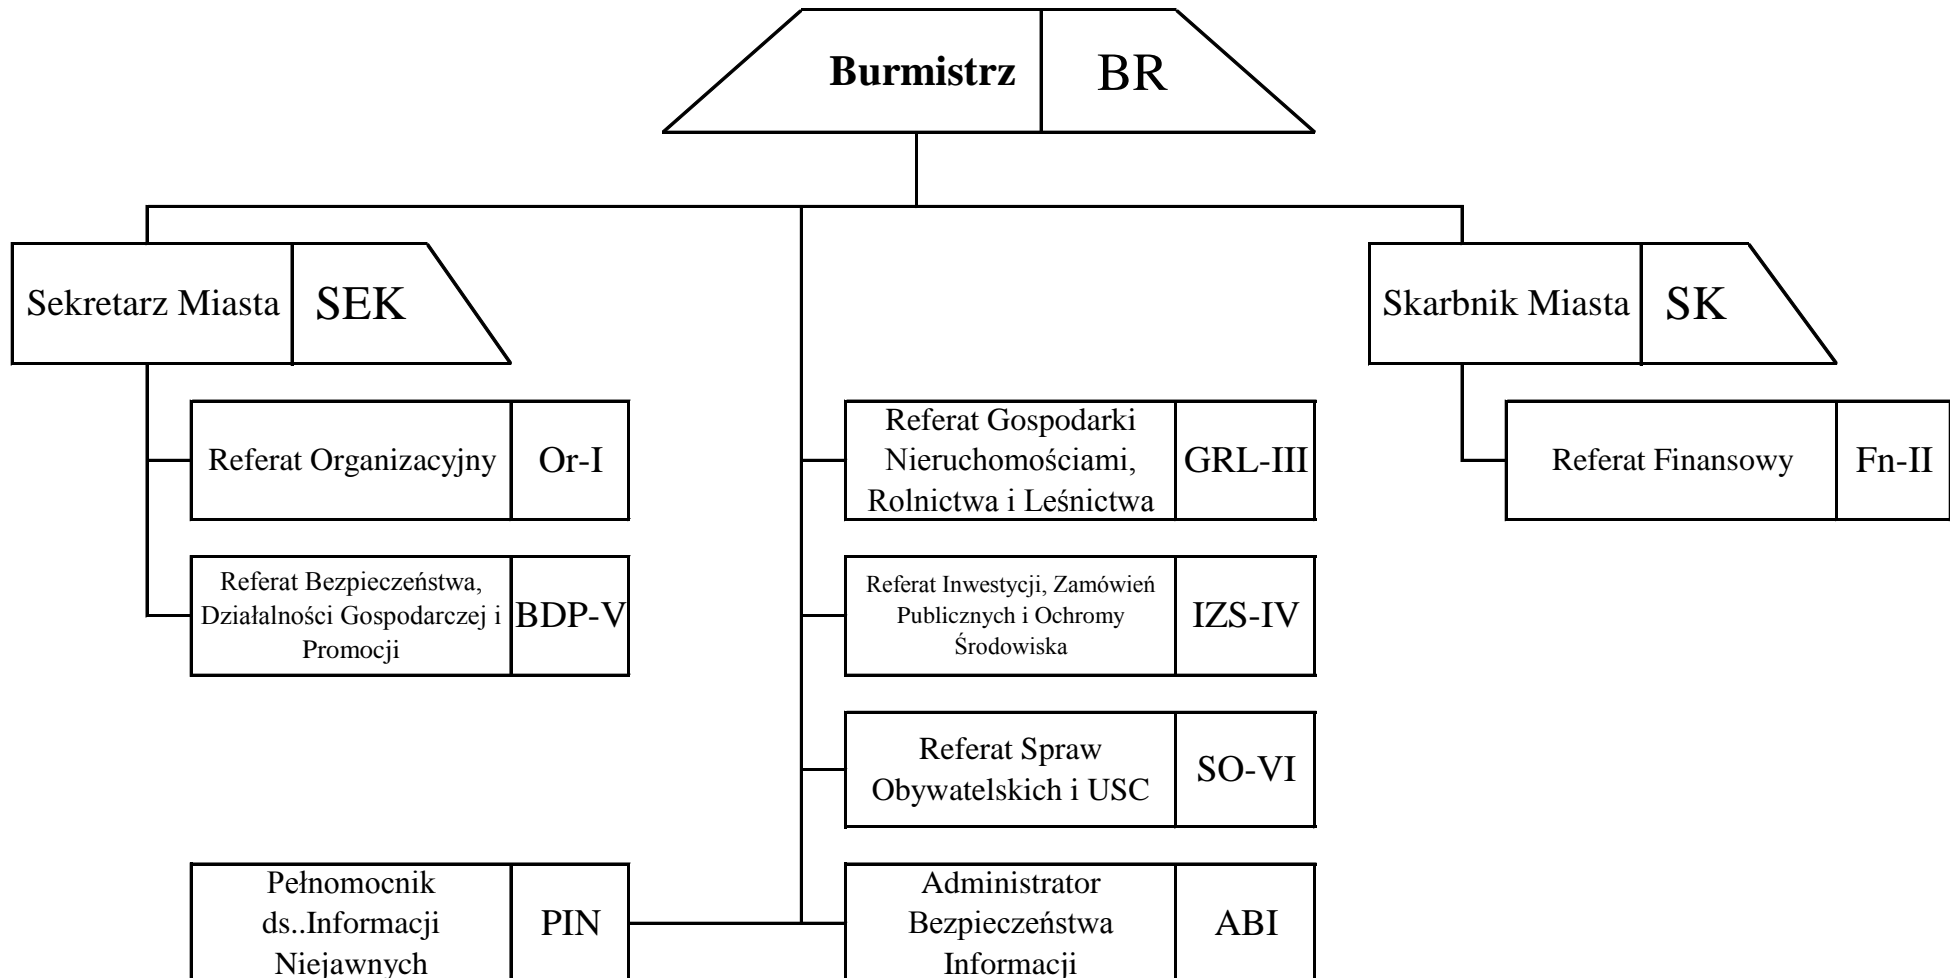 Burmistrz
BR
Sekretarz Miasta
SEK
Skarbnik Miasta
SK
Referat Organizacyjny
Or-I
Referat Gospodarki
Nieruchomościami,
Rolnictwa i Leśnictwa
GRL-III
Referat Finansowy
Fn-II
Referat Bezpieczeństwa,
Działalności Gospodarczej i
Promocji
BDP-V
Referat Inwestycji, Zamówień
Publicznych i Ochromy
Środowiska
IZS-IV
Referat Spraw
Obywatelskich i USC
SO-VI
Pełnomocnik
ds..Informacji
Niejawnych
PIN
Administrator
Bezpieczeństwa
Informacji
ABI